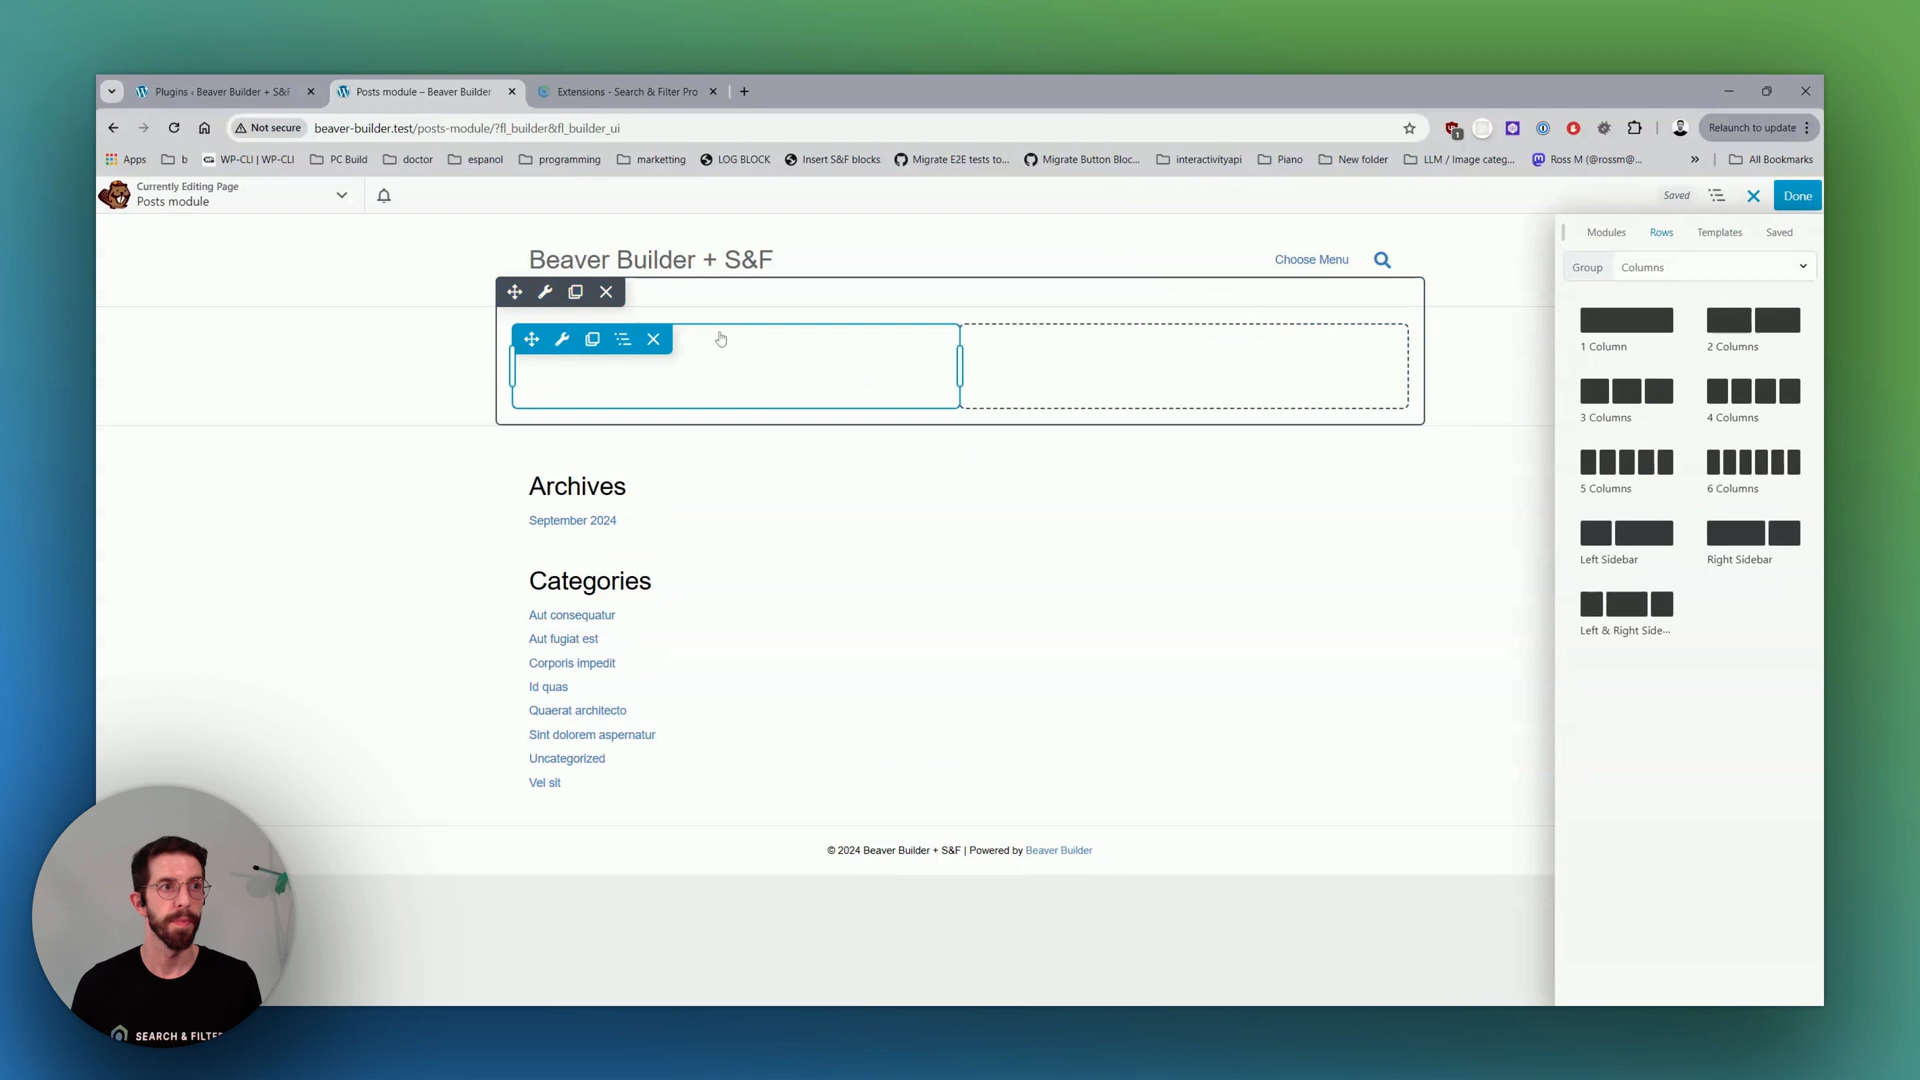 Plugins ‹ Beaver Builder + S&F
Posts module – Beaver Builder
Extensions - Search & Filter Pro
Not secure
beaver-builder.test/posts-module/?fl_builder&fl_builder_ui
Relaunch to update
Apps
b
WP-CLI | WP-CLI
PC Build
doctor
espanol
programming
marketting
LOG BLOCK
Insert S&F blocks
Migrate E2E tests to...
Migrate Button Bloc...
interactivityapi
Piano
New folder
LLM / Image categ...
Ross M (@rossm@...
»
All Bookmarks
Currently Editing Page
Posts module
Saved
Done
Modules
Rows
Templates
Saved
Group
Columns
Beaver Builder + S&F
Choose Menu
1 Column
2 Columns
3 Columns
4 Columns
5 Columns
6 Columns
Left Sidebar
Right Sidebar
Left & Right Side...
Archives
September 2024
Categories
Aut consequatur
Aut fugiat est
Corporis impedit
Id quas
Quaerat architecto
Sint dolorem aspernatur
Uncategorized
Vel sit
© 2024 Beaver Builder + S&F | Powered by Beaver Builder
SEARCH & FILTER